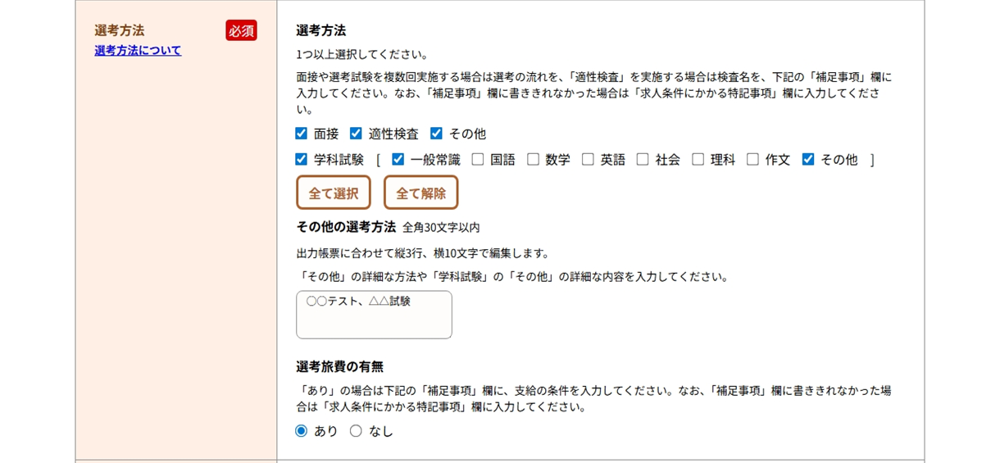 選考方法 必須
選考方法について
選考方法
1つ以上選択してください。
面接や選考試験を複数回実施する場合は選考の流れを、「適性検査」を実施する場合は検査名を、下記の「補足事項」欄に
入力してください。なお、「補足事項」欄に書ききれなかった場合は「求人条件にかかる特記事項」欄に入力してくださ
い。
面接 適性検査 その他
学科試験 [ 一般常識 国語 数学 英語 社会 理科 作文 その他 ]
全て選択 全て解除
その他の選考方法 全角30文字以内
出力帳票に合わせて縦3行、横10文字で編集します。
「その他」の詳細な方法や「学科試験」の「その他」の詳細な内容を入力してください。
○○テスト、△△試験
選考旅費の有無
「あり」の場合は下記の「補足事項」欄に、支給の条件を入力してください。なお、「補足事項」欄に書ききれなかった場
合は「求人条件にかかる特記事項」欄に入力してください。
あり なし